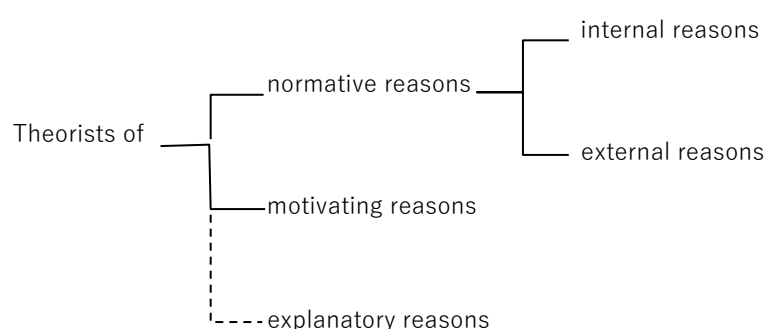 internal reasons
normative reasons
Theorists of
external reasons
motivating reasons
explanatory reasons